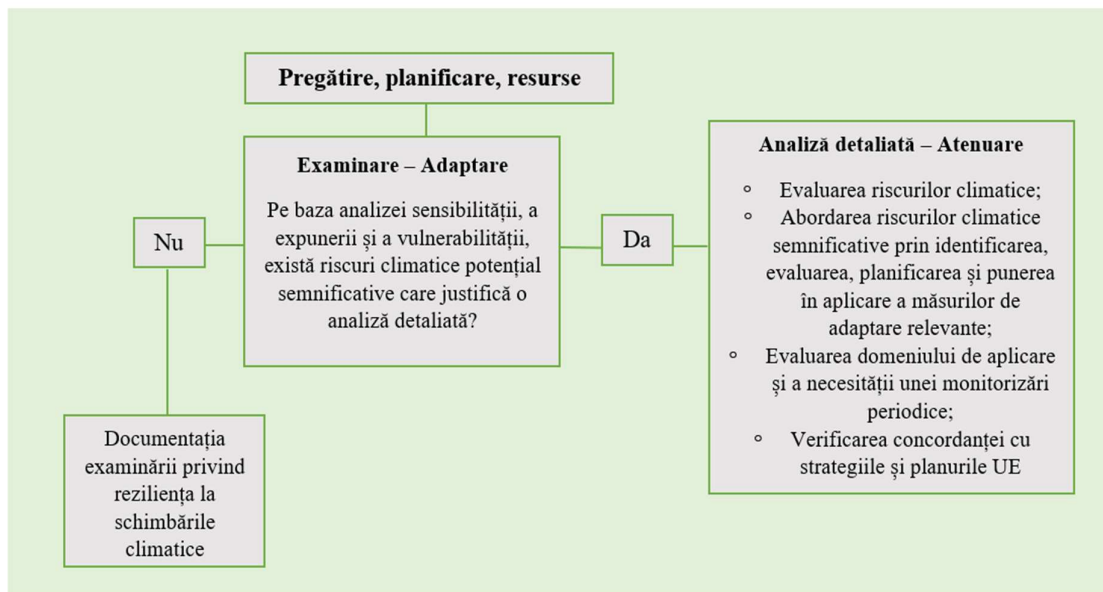 Pregătire, planificare, resurse
Examinare – Adaptare
Pe baza analizei sensibilității, a
expunerii și a vulnerabilității,
există riscuri climatice potențial
semnificative care justifică o
analiză detaliată?
Nu
Da
Documentația
examinării privind
reziliența la
schimbările
climatice
Analiză detaliată – Atenuare
∘ Evaluarea riscurilor climatice;
∘ Abordarea riscurilor climatice
semnificative prin identificarea,
evaluarea, planificarea și punerea
în aplicare a măsurilor de
adaptare relevante;
∘ Evaluarea domeniului de aplicare
și a necesității unei monitorizări
periodice;
∘ Verificarea concordanței cu
strategiile și planurile UE